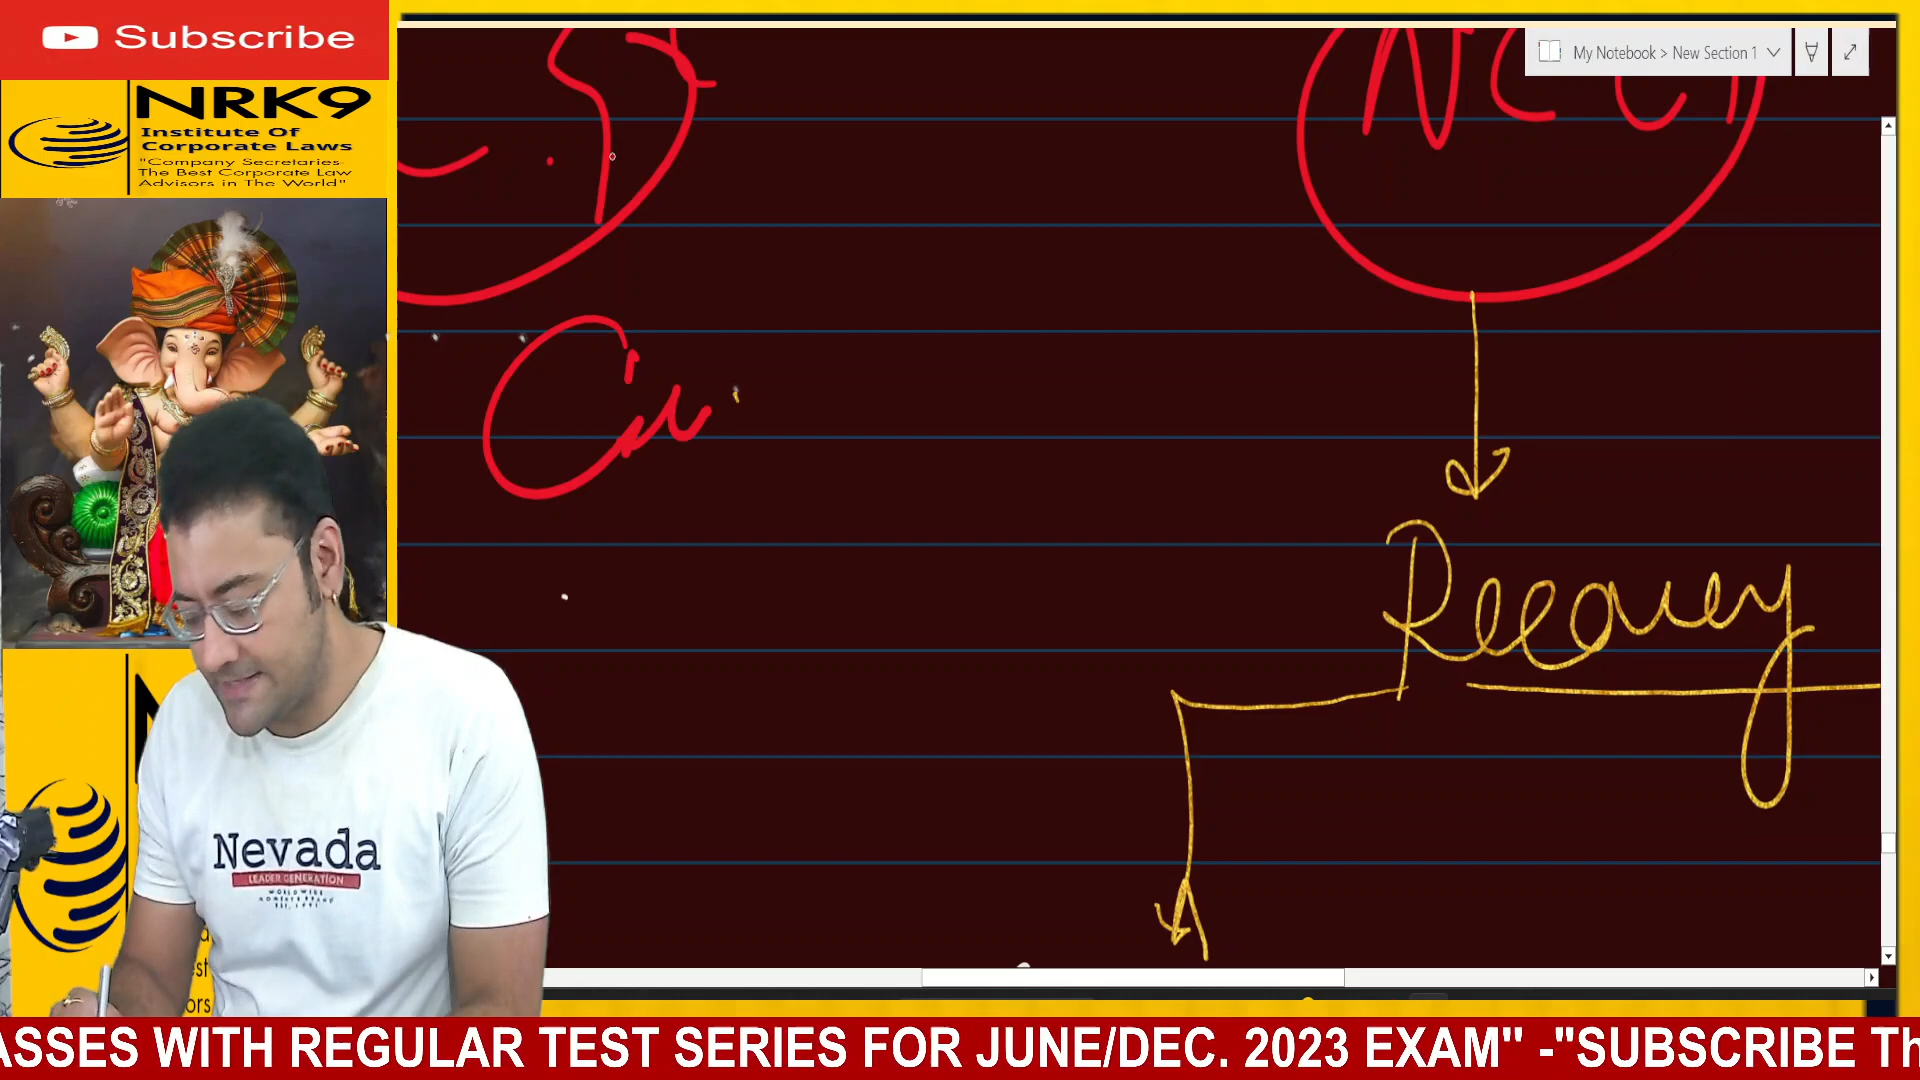 Subscribe
NRK9
Institute Of
Corporate Laws
"Company Secretaries-
The Best Corporate Law
Advisors in The World"
My Notebook > New Section 1
Recovery
Nevada
LEADER GENERATION
WORLDWIDE
ASSES WITH REGULAR TEST SERIES FOR JUNE/DEC. 2023 EXAM" -"SUBSCRIBE Th